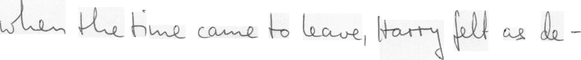 when the time came to leave, Harry felt as de-